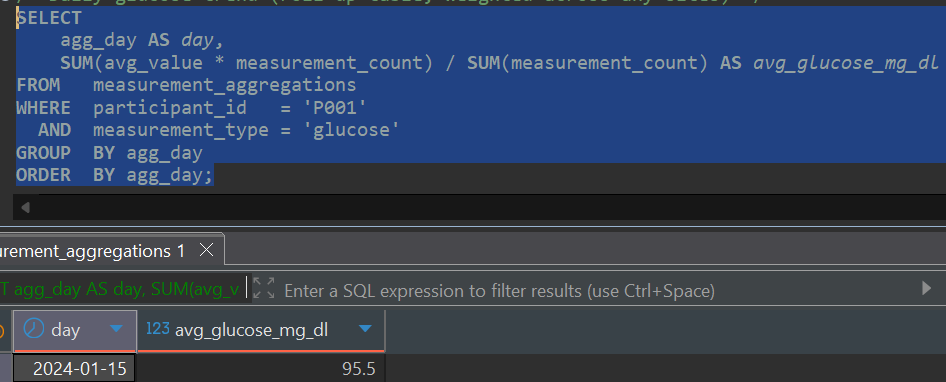 SELECT
agg_day AS day,
SUM(avg_value * measurement_count) / SUM(measurement_count) AS avg_glucose_mg_dl
FROM measurement_aggregations
WHERE participant_id = 'P001'
AND measurement_type = 'glucose'
GROUP BY agg_day
ORDER BY agg_day;
urement_aggregations 1
T agg_day AS day, SUM(avg_v
Enter a SQL expression to filter results (use Ctrl+Space)
day
123 avg_glucose_mg_dl
2024-01-15 95.5